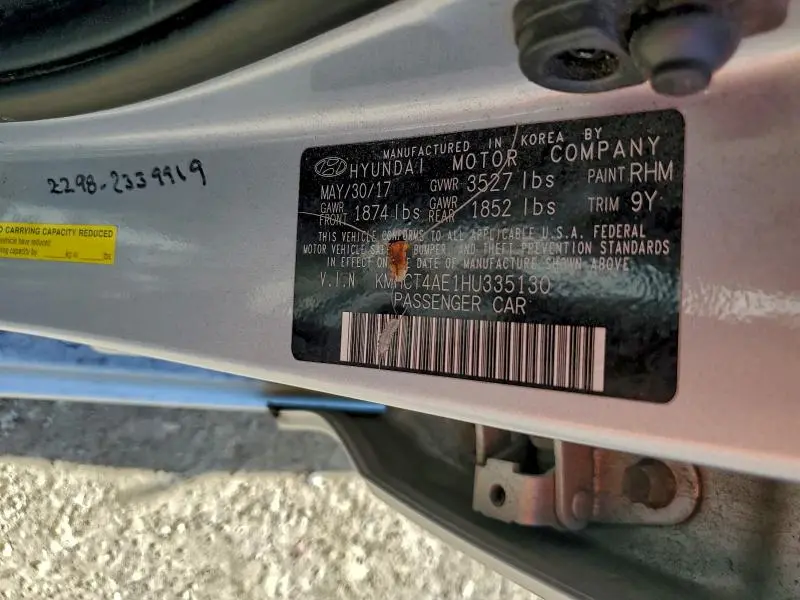 2298-2339919
O CARRYING CAPACITY REDUCED
MANUFACTURED IN KOREA BY
HYUNDAI MOTOR COMPANY
MAY/30/17 GVWR 3527 lbs PAINT RHM
GAWR FRONT 1874 lbs GAWR REAR 1852 lbs TRIM 9Y
THIS VEHICLE CONFORMS TO ALL APPLICABLE U.S.A. FEDERAL
MOTOR VEHICLE BUMPER, AND THEFT PREVENTION STANDARDS
IN EFFECT ON THE DATE OF MANUFACTURE SHOWN ABOVE
V.I.N KMHCT4AE1HU335130
PASSENGER CAR